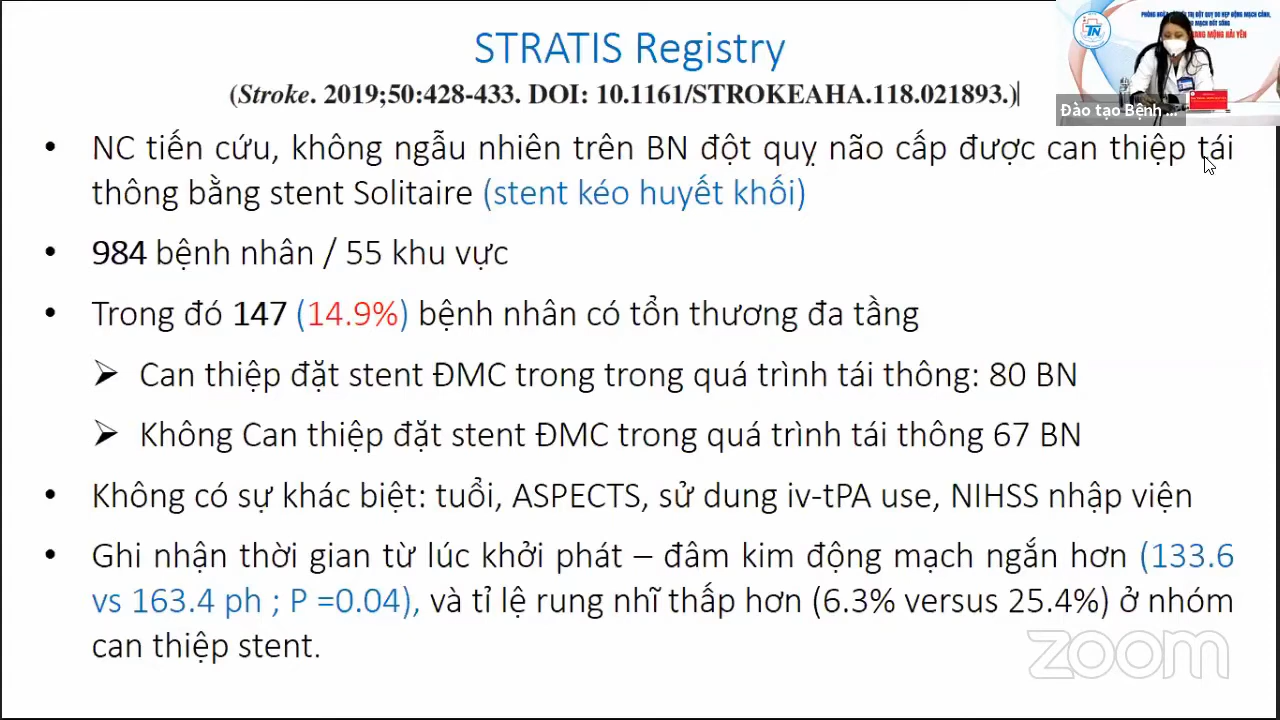 STRATIS Registry
(Stroke. 2019;50:428-433. DOI: 10.1161/STROKEAHA.118.021893.)
• NC tiến cứu, không ngẫu nhiên trên BN đột quỵ não cấp được can thiệp tái
thông bằng stent Solitaire (stent kéo huyết khối)
• 984 bệnh nhân / 55 khu vực
• Trong đó 147 (14.9%) bệnh nhân có tổn thương đa tầng
➢ Can thiệp đặt stent ĐMC trong trong quá trình tái thông: 80 BN
➢ Không Can thiệp đặt stent ĐMC trong quá trình tái thông 67 BN
• Không có sự khác biệt: tuổi, ASPECTS, sử dung iv-tPA use, NIHSS nhập viện
• Ghi nhận thời gian từ lúc khởi phát – đâm kim động mạch ngắn hơn (133.6
vs 163.4 ph ; P =0.04), và tỉ lệ rung nhĩ thấp hơn (6.3% versus 25.4%) ở nhóm
can thiệp stent.
TN
MỘNG HẢI YÊN
Đào tạo Bệnh ...
zoom